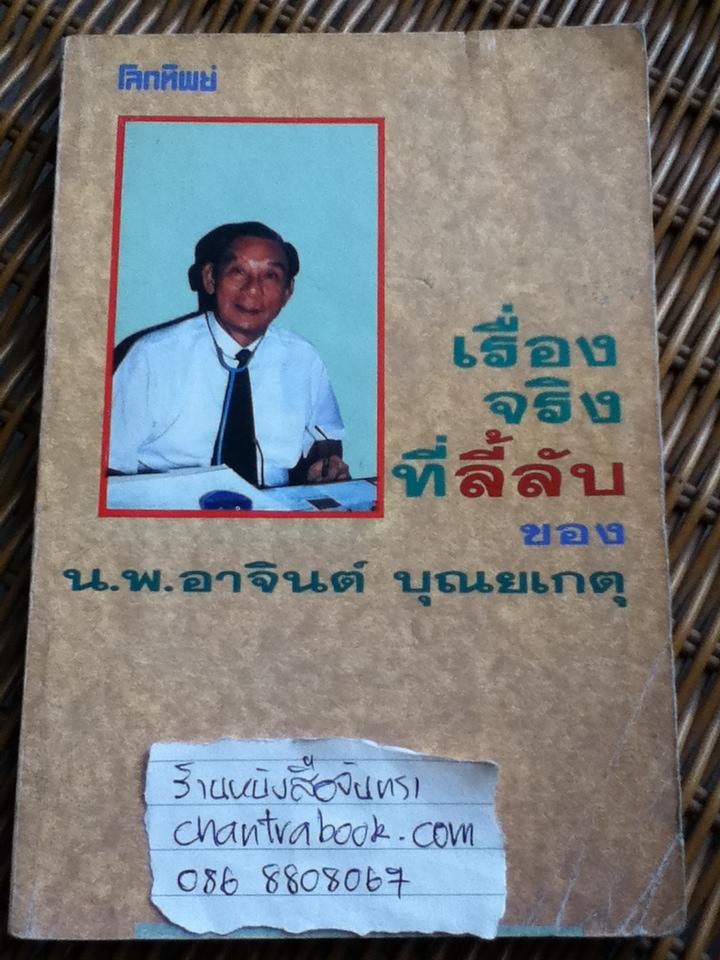 โลกทิพย์
เรื่อง
จริง
ที่ลี้ลับ
ของ
น.พ.อาจินต์ บุณยเกตุ
ร้านหนังสือจันทรา
chantrabook.com
086 8808067